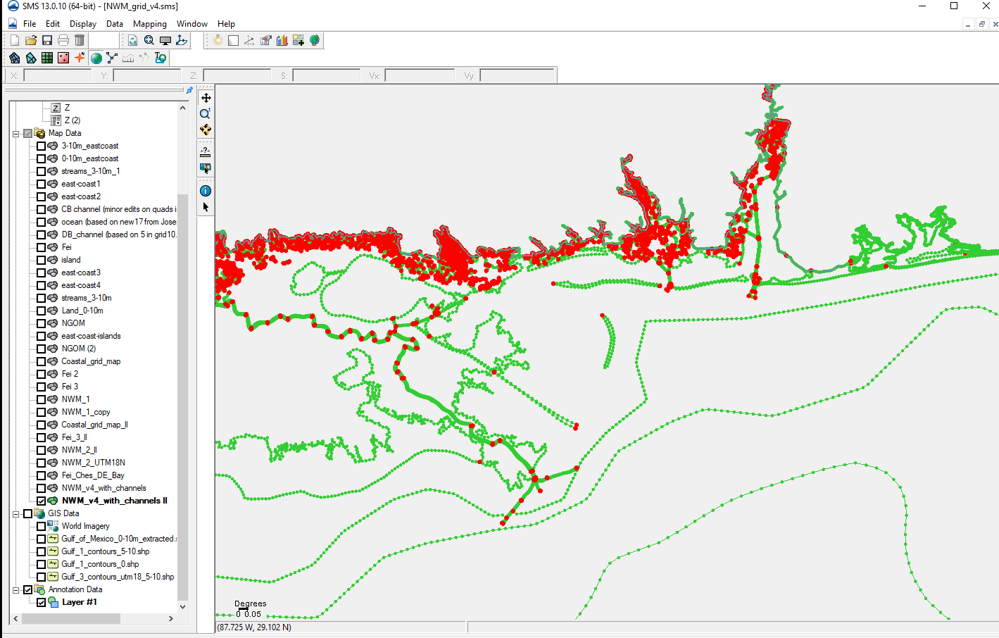 SMS 13.0.10 (64-bit) - [NWM_grid_v4.sms]
File Edit Display Data Mapping Window Help
X: Y: Z: S: Vx: Vy:
Z
Z (2)
Map Data
3-10m_eastcoast
0-10m_eastcoast
streams_3-10m_1
east-coast1
east-coast2
CB channel (minor edits on quads i
ocean (based on new17 from Jose
DB_channel (based on 5 in grid10.
Fei
island
east-coast3
east-coast4
streams_3-10m
Land_0-10m
NGOM
east-coast-islands
NGOM (2)
Coastal_grid_map
Fei 2
Fei 3
NWM_1
NWM_1_copy
Coastal_grid_map_ll
Fei_3_ll
NWM_2_ll
NWM_2_UTM18N
Fei_Ches_DE_Bay
NWM_v4_with_channels
NWM_v4_with_channels II
GIS Data
World Imagery
Gulf_of_Mexico_0-10m_extracted.
Gulf_1_contours_5-10.shp
Gulf_1_contours_0.shp
Gulf_3_contours_utm18_5-10.shp
Annotation Data
Layer #1
Degrees
0 0.05
(87.725 W, 29.102 N)